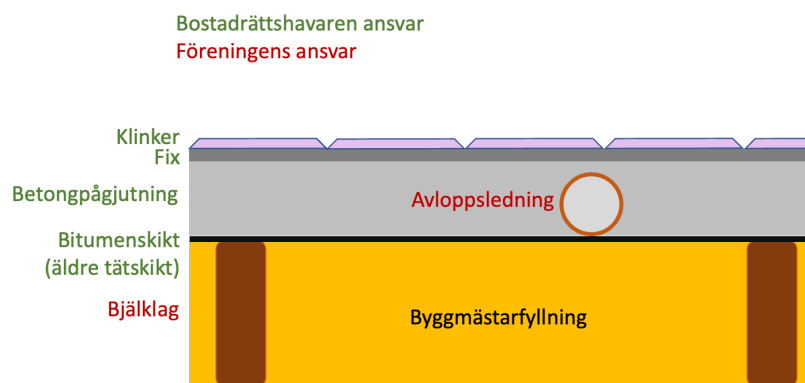 Bostadrättshavaren ansvar
Föreningens ansvar
Klinker
Fix
Betongpågjutning
Avloppsledning
Bitumenskikt
(äldre tätskikt)
Bjälklag
Byggmästarfyllning